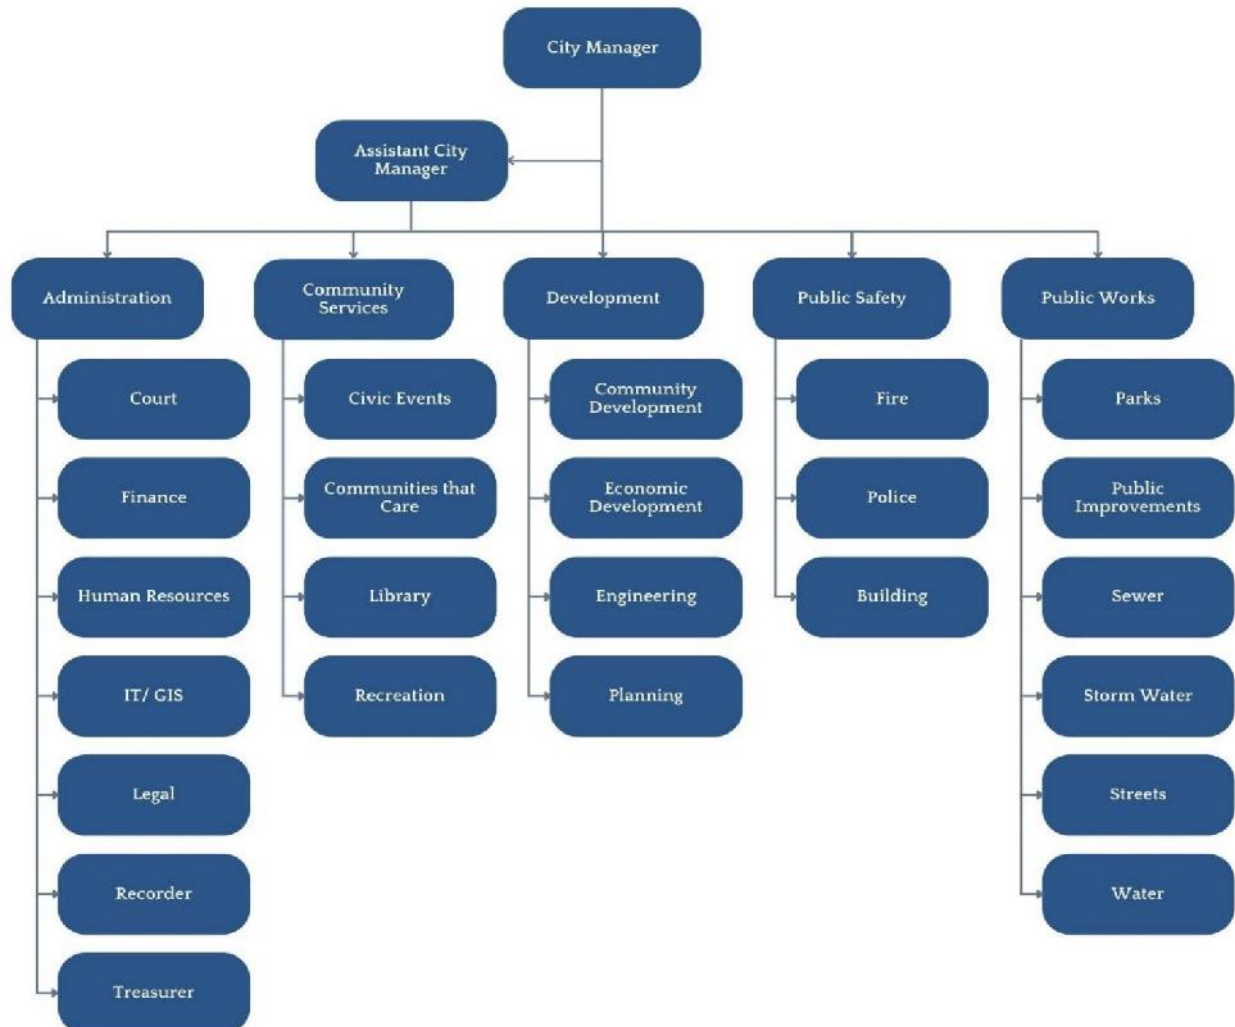 City Manager
Assistant City
Manager
Administration
Community
Services
Development
Public Safety
Public Works
Court
Finance
Human Resources
IT/ GIS
Legal
Recorder
Treasurer
Civic Events
Communities that
Care
Library
Recreation
Community
Development
Economic
Development
Engineering
Planning
Fire
Police
Building
Parks
Public
Improvements
Sewer
Storm Water
Streets
Water